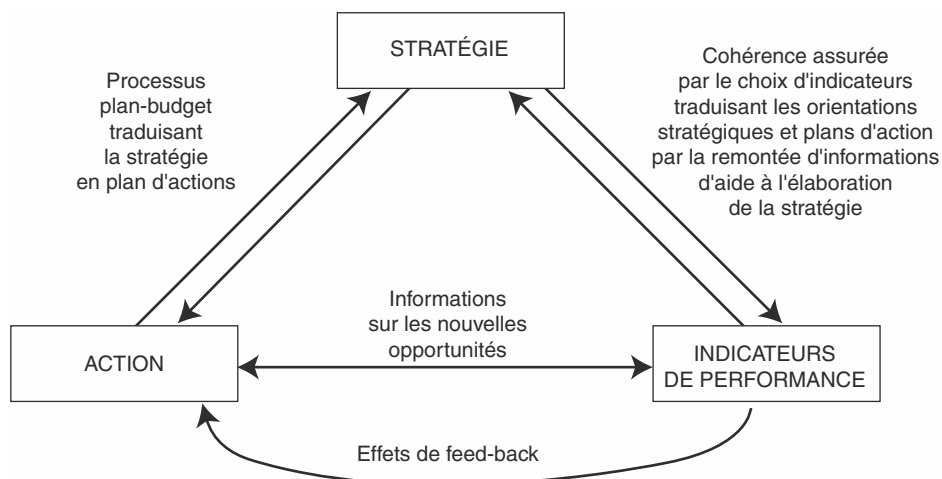 STRATÉGIE
Processus
plan-budget
traduisant
la stratégie
en plan d'actions
Cohérence assurée
par le choix d'indicateurs
traduisant les orientations
stratégiques et plans d'action
par la remontée d'informations
d'aide à l'élaboration
de la stratégie
Informations
sur les nouvelles
opportunités
ACTION
INDICATEURS
DE PERFORMANCE
Effets de feed-back